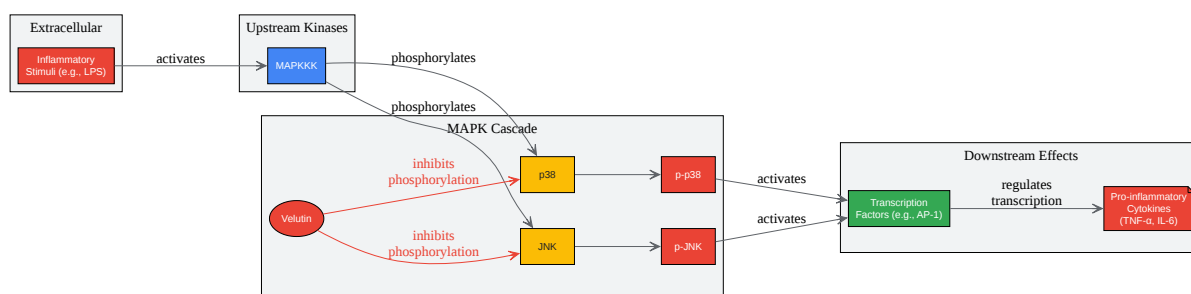 Extracellular
Inflammatory
Stimuli (e.g., LPS)
activates
Upstream Kinases
MAPKKK
phosphorylates
phosphorylates
MAPK Cascade
Velutin
inhibits
phosphorylation
inhibits
phosphorylation
p38
JNK
p-p38
p-JNK
activates
activates
Downstream Effects
Transcription
Factors (e.g., AP-1)
regulates
transcription
Pro-inflammatory
Cytokines
(TNF-α, IL-6)